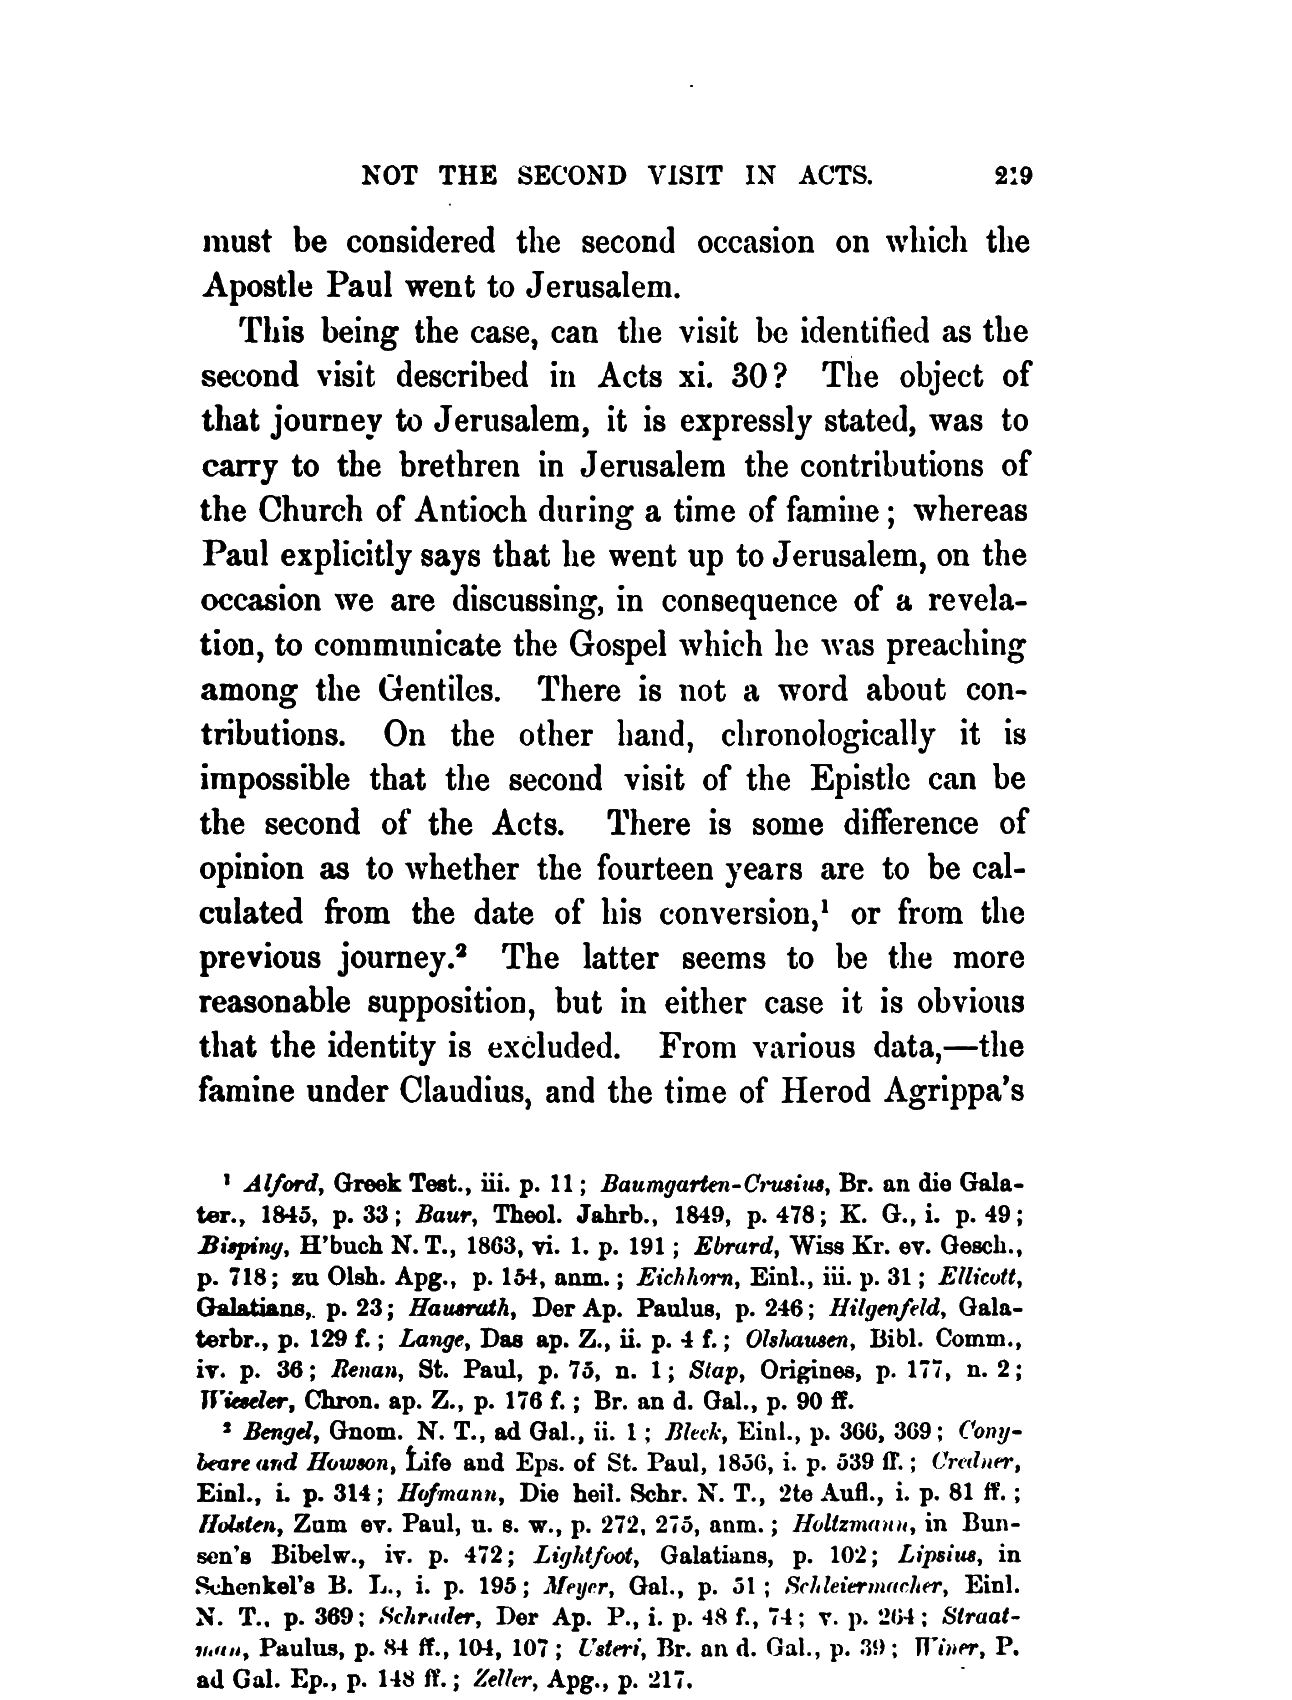 NOT THE SECOND VISIT IN ACTS. 219
must be considered the second occasion on which the
Apostle Paul went to Jerusalem.
This being the case, can the visit be identified as the
second visit described in Acts xi. 30? The object of
that journey to Jerusalem, it is expressly stated, was to
carry to the brethren in Jerusalem the contributions of
the Church of Antioch during a time of famine; whereas
Paul explicitly says that he went up to Jerusalem, on the
occasion we are discussing, in consequence of a revela-
tion, to communicate the Gospel which he was preaching
among the Gentiles. There is not a word about con-
tributions. On the other hand, chronologically it is
impossible that the second visit of the Epistle can be
the second of the Acts. There is some difference of
opinion as to whether the fourteen years are to be cal-
culated from the date of his conversion,¹ or from the
previous journey.² The latter seems to be the more
reasonable supposition, but in either case it is obvious
that the identity is excluded. From various data,—the
famine under Claudius, and the time of Herod Agrippa's
¹ Alford, Greek Test., iii. p. 11; Baumgarten-Crusius, Br. an die Gala-
ter., 1845, p. 33; Baur, Theol. Jahrb., 1849, p. 478; K. G., i. p. 49;
Bisping, H'buch N. T., 1863, vi. 1. p. 191; Ebrard, Wiss Kr. ev. Gesch.,
p. 718; zu Olsh. Apg., p. 154, anm.; Eichhorn, Einl., iii. p. 31; Ellicott,
Galatians, p. 23; Hausrath, Der Ap. Paulus, p. 246; Hilgenfeld, Gala-
terbr., p. 129 f.; Lange, Das ap. Z., ii. p. 4 f.; Olshausen, Bibl. Comm.,
iv. p. 36; Renan, St. Paul, p. 75, n. 1; Stap, Origines, p. 177, n. 2;
Wieseler, Chron. ap. Z., p. 176 f.; Br. an d. Gal., p. 90 ff.
² Bengel, Gnom. N. T., ad Gal., ii. 1; Bleek, Einl., p. 366, 369; Cony-
beare and Howson, Life and Eps. of St. Paul, 1856, i. p. 539 ff.; Credner,
Einl., i. p. 314; Hofmann, Die heil. Schr. N. T., 2te Aufl., i. p. 81 ff.;
Holsten, Zum ev. Paul, u. s. w., p. 272, 275, anm.; Holtzmann, in Bun-
sen's Bibelw., iv. p. 472; Lightfoot, Galatians, p. 102; Lipsius, in
Schenkel's B. L., i. p. 195; Meyer, Gal., p. 51; Schleiermacher, Einl.
N. T., p. 369; Schrader, Der Ap. P., i. p. 48 f., 74; v. p. 264; Straat-
man, Paulus, p. 84 ff., 104, 107; Usteri, Br. an d. Gal., p. 39; Winer, P.
ad Gal. Ep., p. 148 ff.; Zeller, Apg., p. 217.